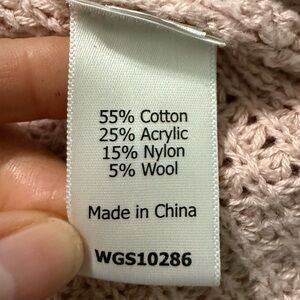 55% Cotton
25% Acrylic
15% Nylon
5% Wool
Made in China
WGS10286